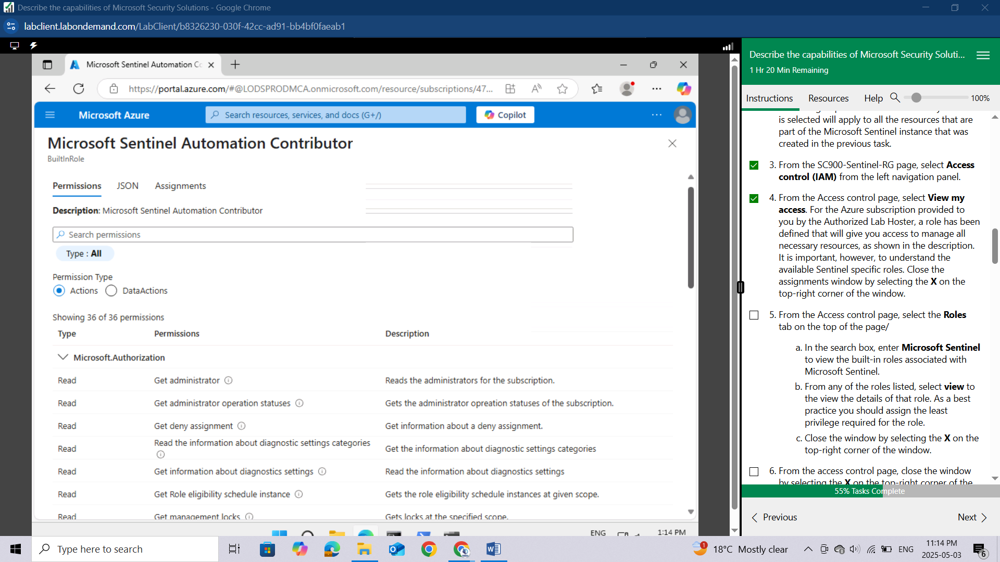 Describe the capabilities of Microsoft Security Solutions - Google Chrome
labclient.labondemand.com/LabClient/b8326230-030f-42cc-ad91-bb4bf0faeab1
Microsoft Sentinel Automation Co
https://portal.azure.com/#@LODSPRODMCA.onmicrosoft.com/resource/subscriptions/47...
Microsoft Azure
Search resources, services, and docs (G+/)
Copilot
Microsoft Sentinel Automation Contributor
BuiltInRole
Permissions
JSON
Assignments
Description: Microsoft Sentinel Automation Contributor
Search permissions
Type : All
Permission Type
Actions
DataActions
Showing 36 of 36 permissions
Type Permissions Description
Microsoft.Authorization
Read Get administrator Reads the administrators for the subscription.
Read Get administrator operation statuses Gets the administrator opreation statuses of the subscription.
Read Get deny assignment Get information about a deny assignment.
Read Read the information about diagnostic settings categories Get the information about diagnostic settings categories
Read Get information about diagnostics settings Read the information about diagnostics settings
Read Get Role eligibility schedule instance Gets the role eligibility schedule instances at given scope.
Read Get management locks Gets locks at the specified scope.
ENG
1:14 PM
Describe the capabilities of Microsoft Security Soluti...
1 Hr 20 Min Remaining
Instructions
Resources
Help
100%
is selected will apply to all the resources that are
part of the Microsoft Sentinel instance that was
created in the previous task.
3. From the SC900-Sentinel-RG page, select Access
control (IAM) from the left navigation panel.
4. From the Access control page, select View my
access. For the Azure subscription provided to
you by the Authorized Lab Hoster, a role has been
defined that will give you access to manage all
necessary resources, as shown in the description.
It is important, however, to understand the
available Sentinel specific roles. Close the
assignments window by selecting the X on the
top-right corner of the window.
5. From the Access control page, select the Roles
tab on the top of the page/
a. In the search box, enter Microsoft Sentinel
to view the built-in roles associated with
Microsoft Sentinel.
b. From any of the roles listed, select view to
the view the details of that role. As a best
practice you should assign the least
privilege required for the role.
c. Close the window by selecting the X on the
top-right corner of the window.
6. From the access control page, close the window
by selecting the X on the top-right corner of the
55% Tasks Complete
Previous
Next
Type here to search
1
18°C Mostly clear
ENG
11:14 PM
2025-05-03
6